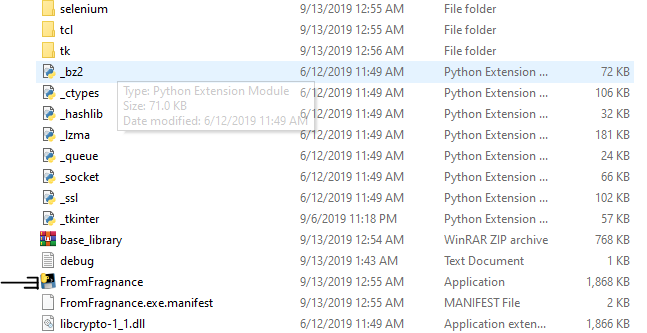 selenium 9/13/2019 12:55 AM File folder
tcl 9/13/2019 12:55 AM File folder
tk 9/13/2019 12:56 AM File folder
_bz2 6/12/2019 11:49 AM Python Extension ... 72 KB
_ctypes 6/12/2019 11:49 AM Python Extension ... 106 KB
Type: Python Extension Module
Size: 71.0 KB
Date modified: 6/12/2019 11:49 AM
_hashlib 6/12/2019 11:49 AM Python Extension ... 32 KB
_lzma 6/12/2019 11:49 AM Python Extension ... 181 KB
_queue 6/12/2019 11:49 AM Python Extension ... 24 KB
_socket 6/12/2019 11:49 AM Python Extension ... 66 KB
_ssl 6/12/2019 11:49 AM Python Extension ... 102 KB
_tkinter 9/6/2019 11:18 PM Python Extension ... 57 KB
base_library 9/13/2019 12:54 AM WinRAR ZIP archive 768 KB
debug 9/13/2019 1:43 AM Text Document 1 KB
FromFragnance 9/13/2019 12:55 AM Application 1,868 KB
FromFragnance.exe.manifest 9/13/2019 12:55 AM MANIFEST File 2 KB
libcrypto-1_1.dll 6/12/2019 11:49 AM Application exten... 1,866 KB